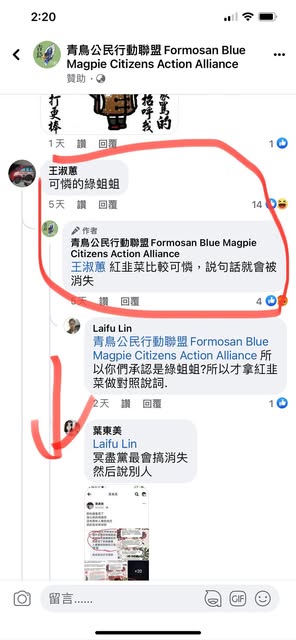 2:20
青鳥公民行動聯盟 Formosan Blue
Magpie Citizens Action Alliance
贊助・
打更棒
家罵的
招呼我
1天 讚 回覆 1
王淑蕙
可憐的綠蛆蛆
5天 讚 回覆 14
作者
青鳥公民行動聯盟 Formosan Blue Magpie
Citizens Action Alliance
王淑蕙 紅韭菜比較可憐，説句話就會被
消失
5天 讚 回覆 4
Laifu Lin
青鳥公民行動聯盟 Formosan Blue
Magpie Citizens Action Alliance 所
以你們承認是綠蛆蛆?所以才拿紅韭
菜做對照說詞.
2天 讚 回覆 1
葉東美
Laifu Lin
冥盡黨最會搞消失
然后說別人
+20
留言......
GIF